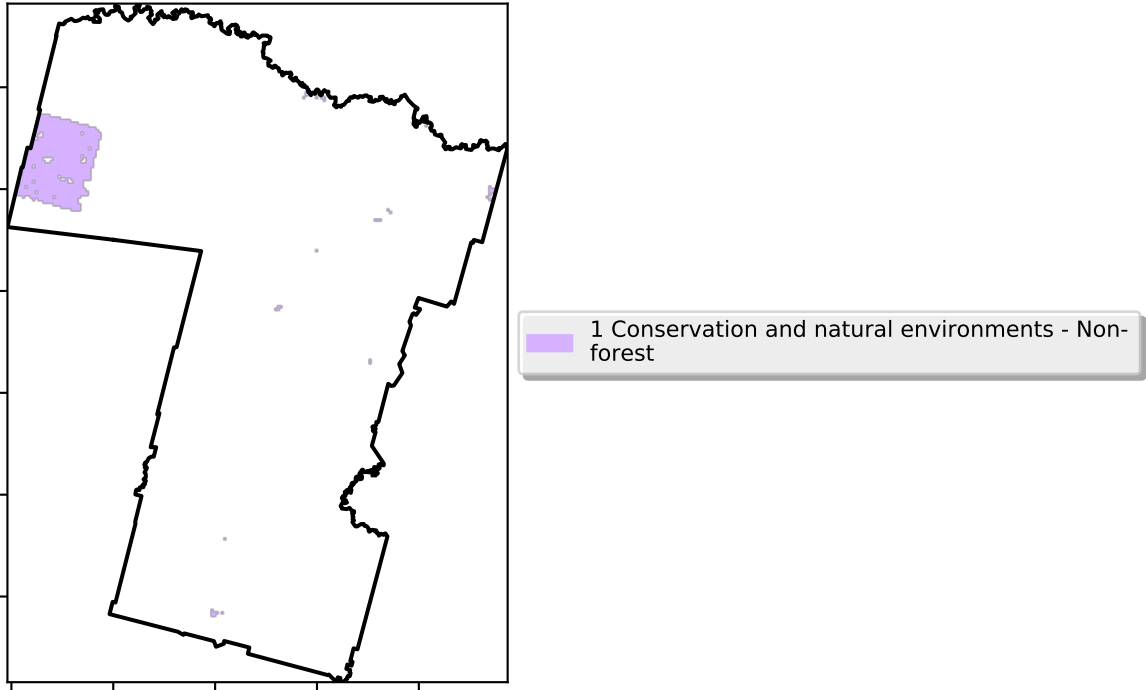 1 Conservation and natural environments - Non-
forest